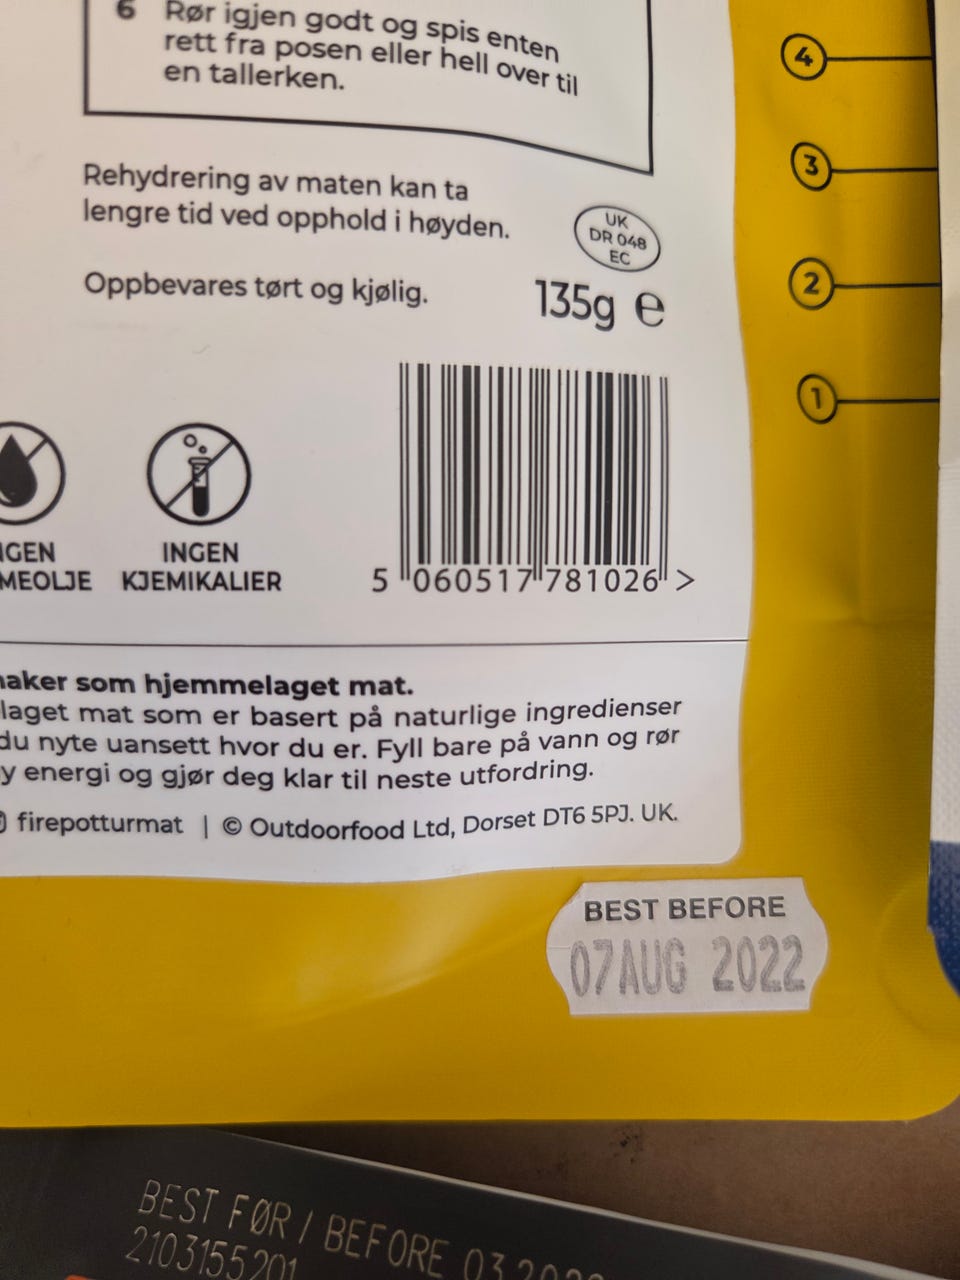 6 Rør igjen godt og spis enten
rett fra posen eller hell over til
en tallerken.
4
3
2
1
Rehydrering av maten kan ta
lengre tid ved opphold i høyden.
UK
DR 048
EC
Oppbevares tørt og kjølig.
135g e
5 060517 781026 >
INGEN
KJEMIKALIER
som hjemmelaget mat.
mat som er basert på naturlige ingredienser
du nyte uansett hvor du er. Fyll bare på vann og rør
energi og gjør deg klar til neste utfordring.
firepotturmat | © Outdoorfood Ltd, Dorset DT6 5PJ. UK.
BEST BEFORE
07 AUG 2022
BEST FØR / BEFORE
2103155201